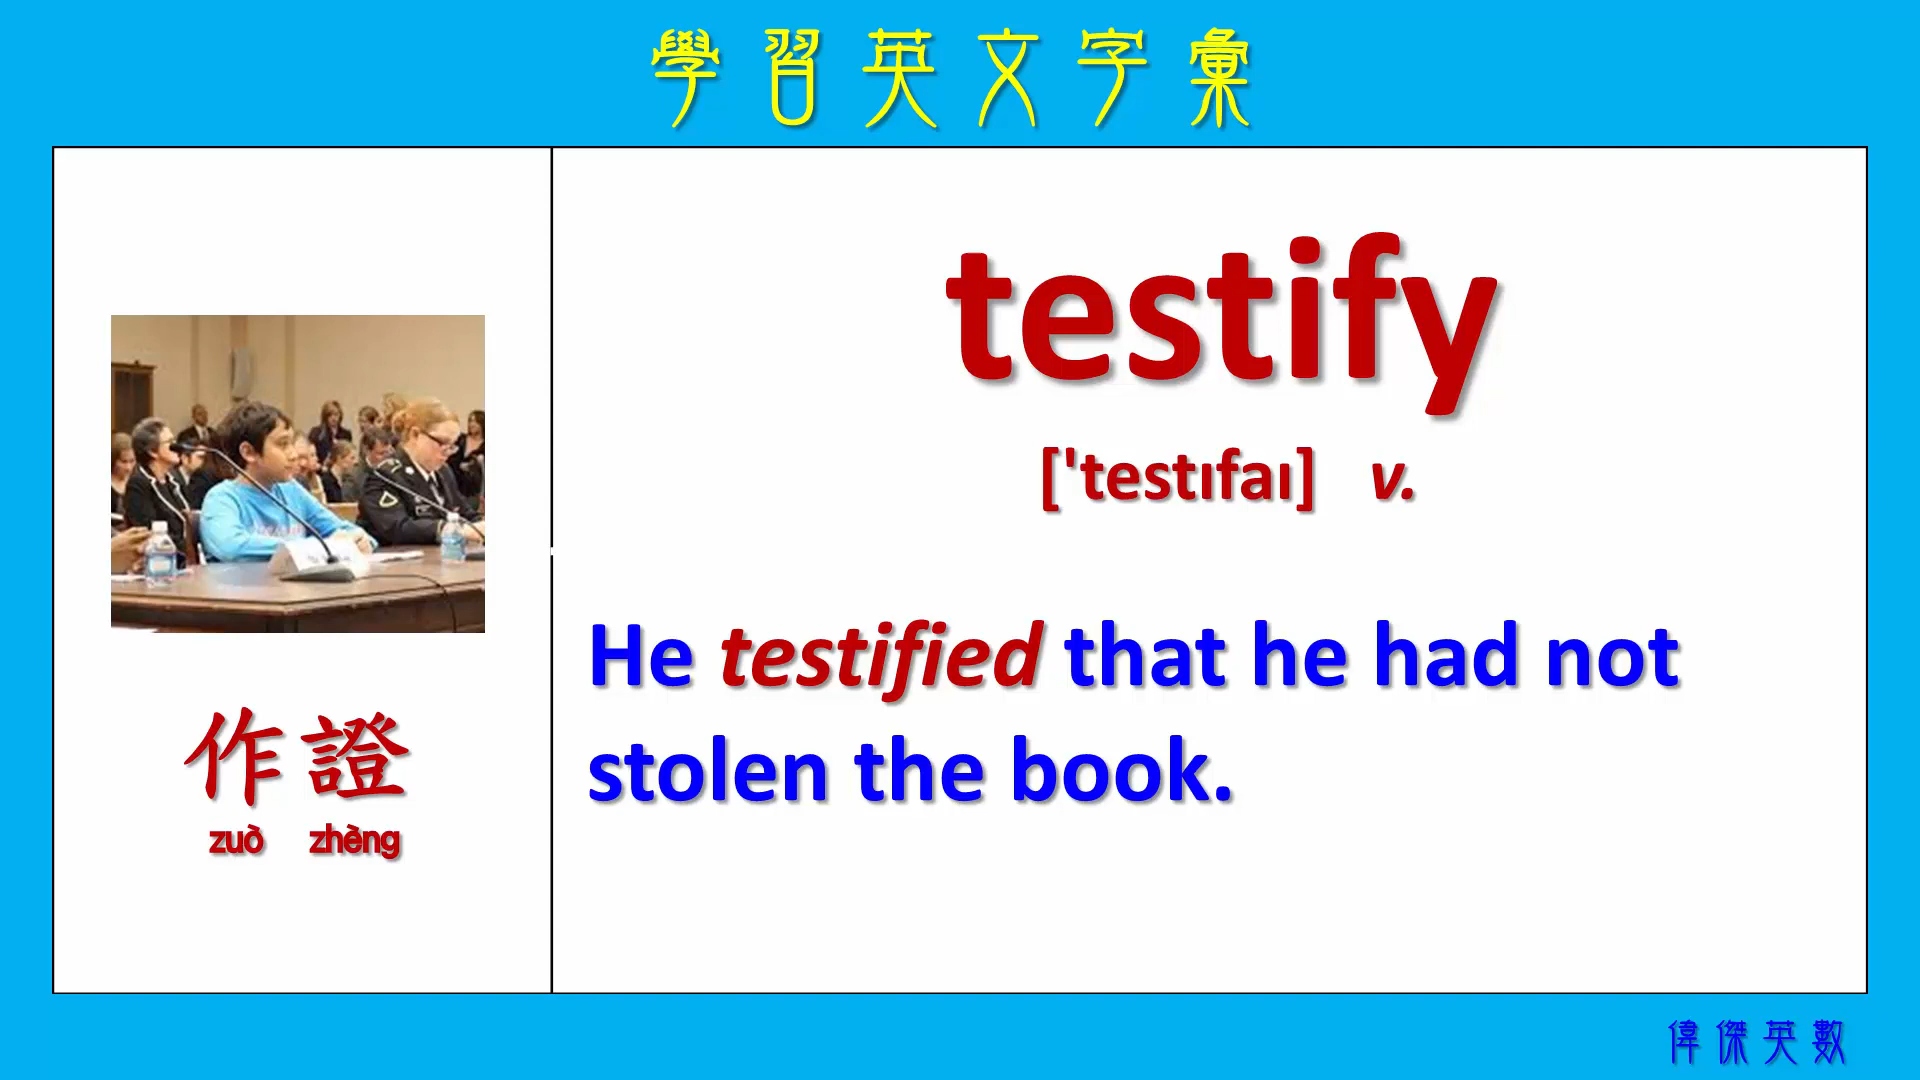 學習英文字彙
testify
['testɪfaɪ] v.
He testified that he had not
stolen the book.
作證
zuò zhèng
偉傑英數